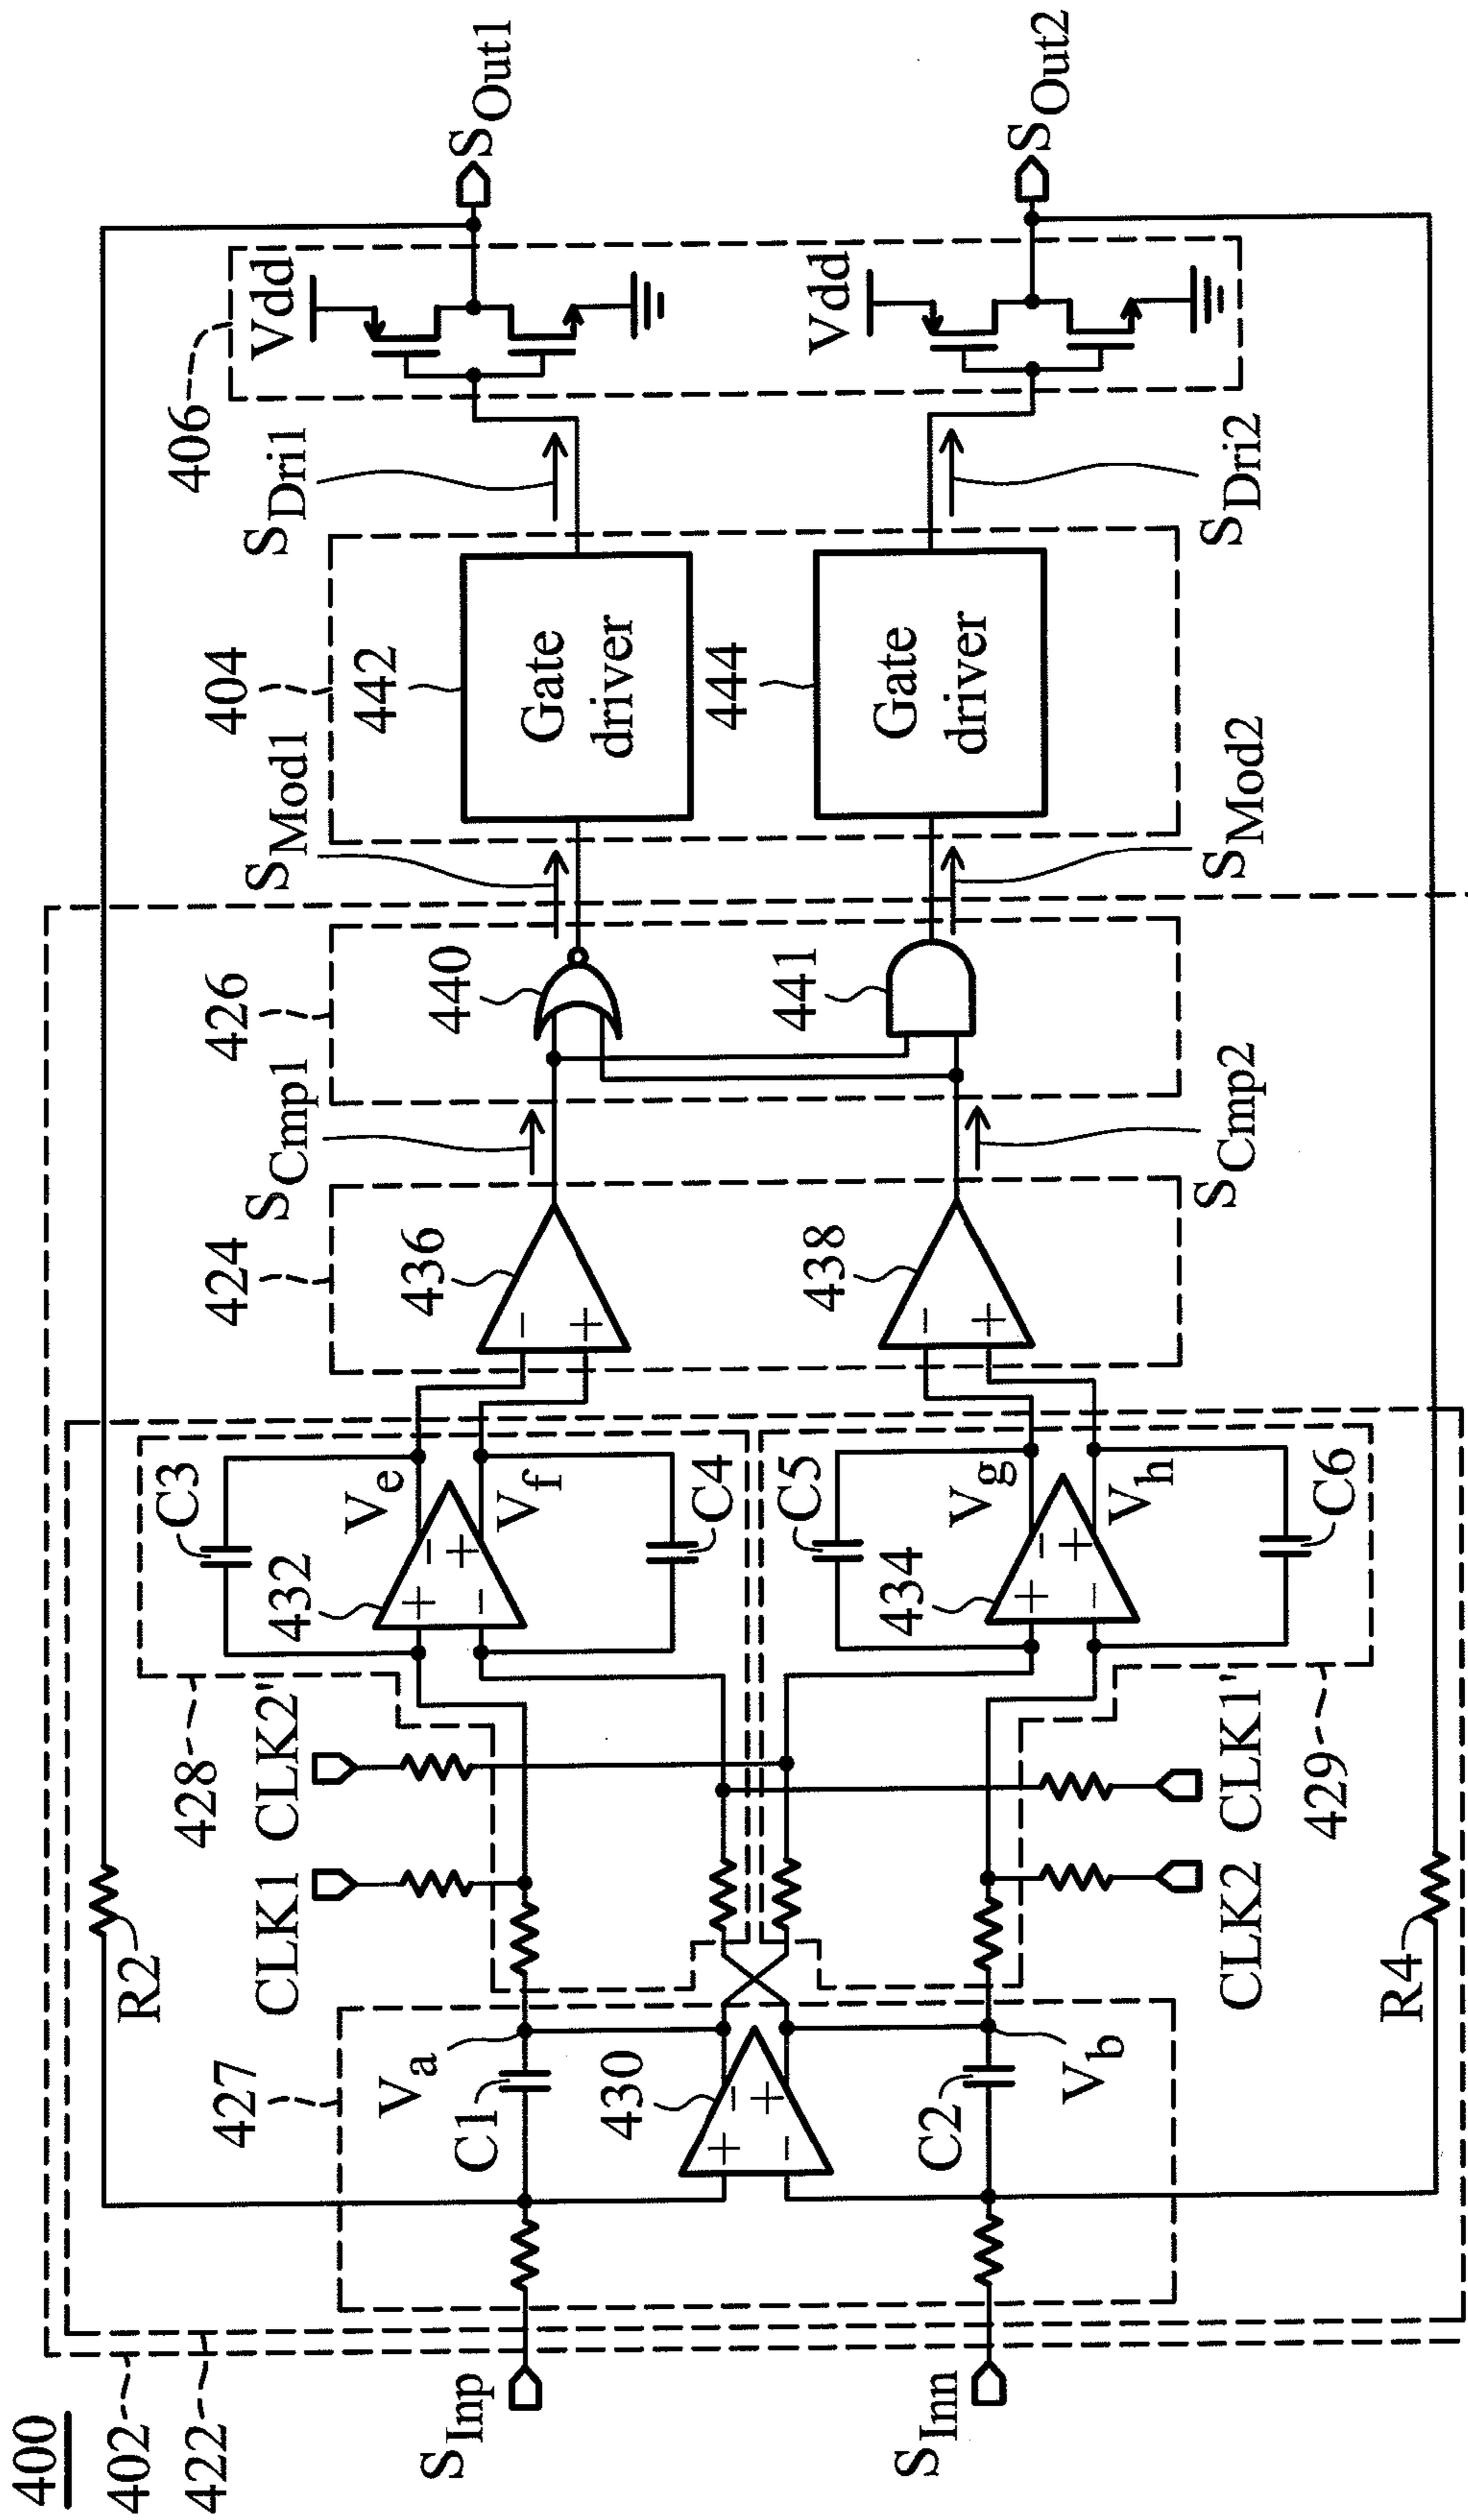 400
402
422
S_Inp
S_Inn
427
V_a
C1
430
C2
V_b
R2
R4
CLK1
CLK2'
CLK2
CLK1'
428
429
C3
432
+
−
−
+
V_e
V_f
C4
C5
434
+
−
−
+
V_g
V_h
C6
+
−
−
+
424
436
−
+
438
−
+
S_Cmp1
S_Cmp2
426
440
441
S_Mod1
S_Mod2
404
442
Gate
driver
444
Gate
driver
S_Dri1
S_Dri2
406
Vdd
Vdd
S_Out1
S_Out2